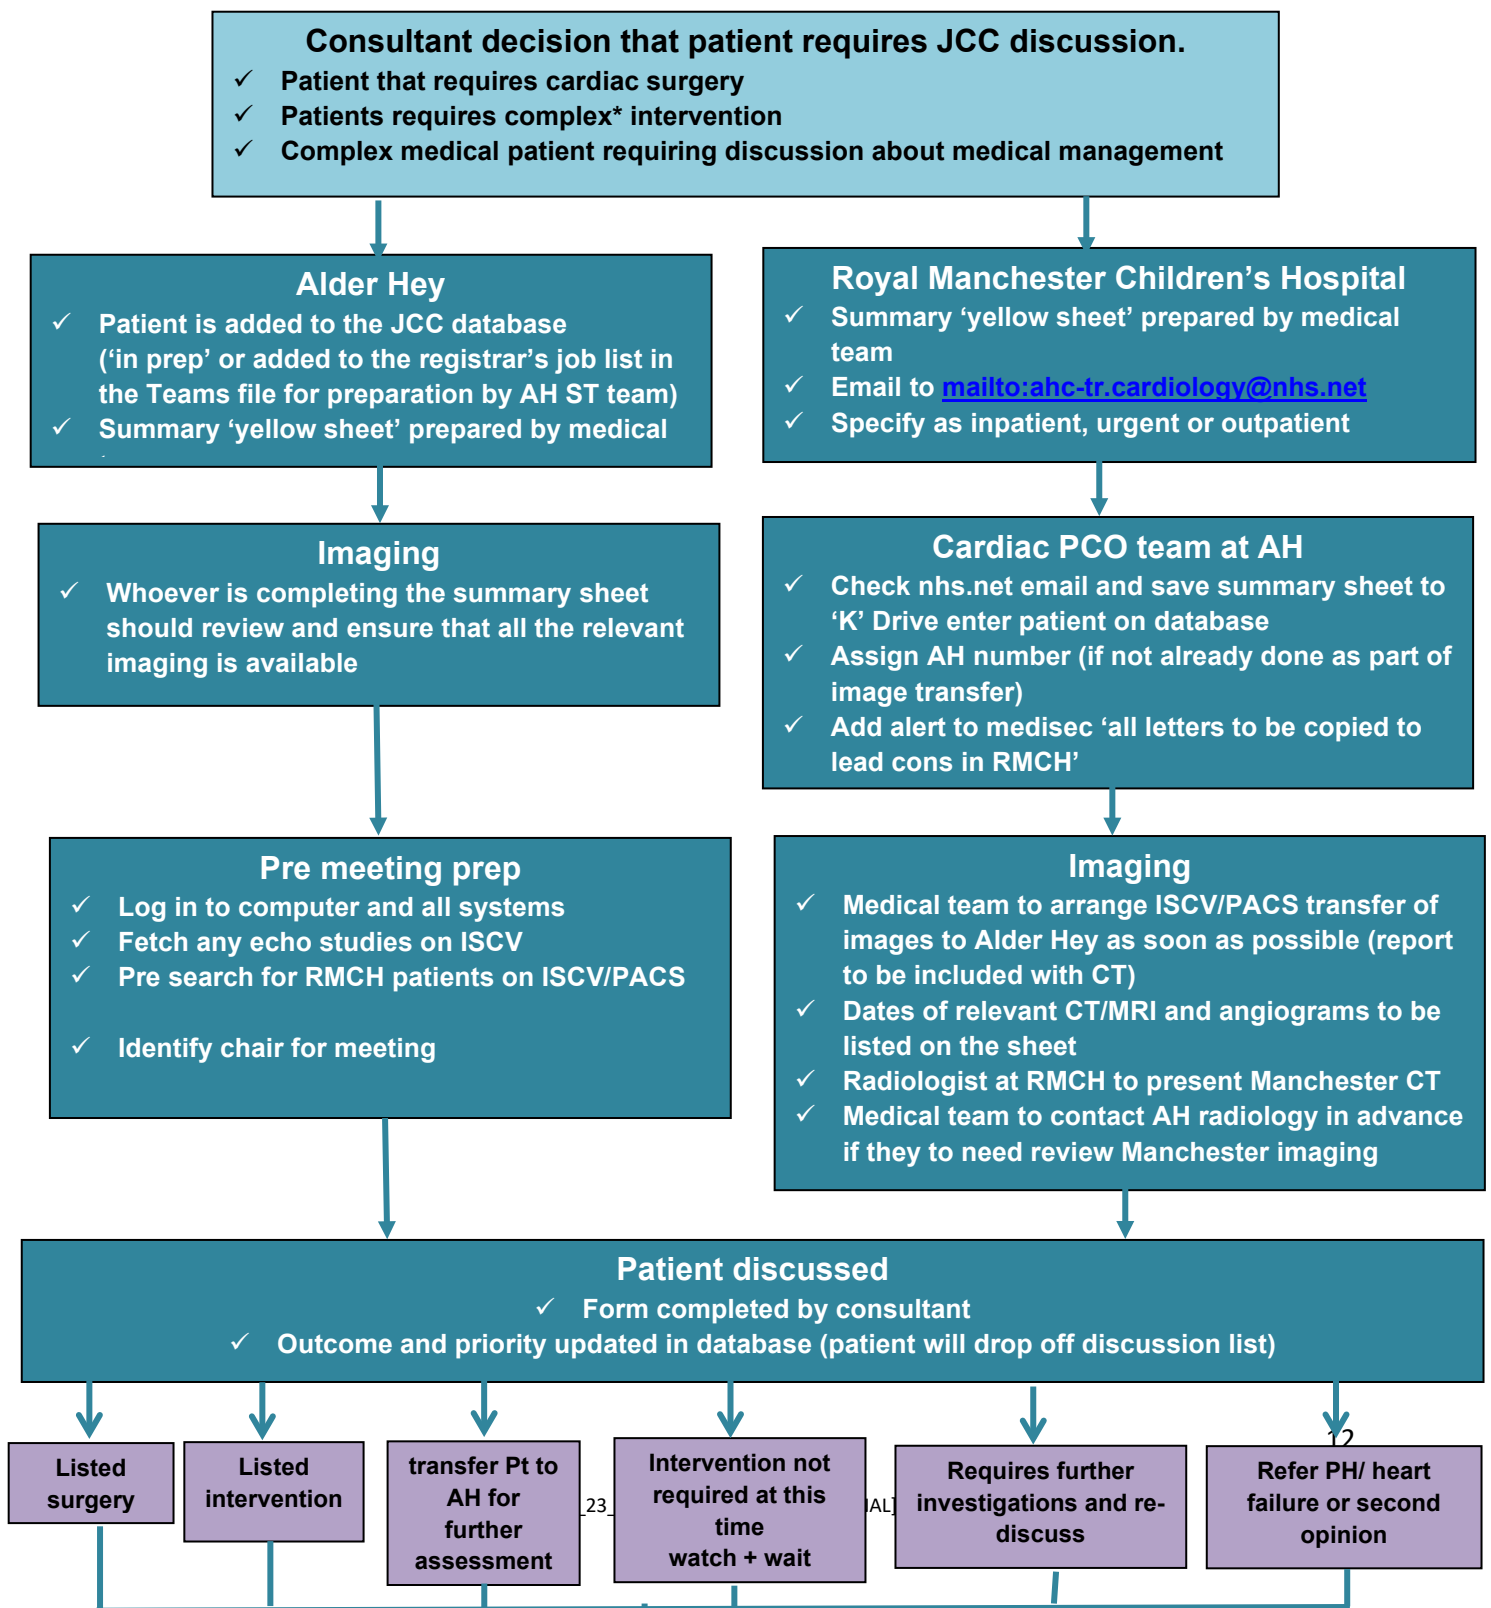 Consultant decision that patient requires JCC discussion.
✓ Patient that requires cardiac surgery
✓ Patients requires complex* intervention
✓ Complex medical patient requiring discussion about medical management
Alder Hey
✓ Patient is added to the JCC database
(‘in prep’ or added to the registrar’s job list in
the Teams file for preparation by AH ST team)
✓ Summary ‘yellow sheet’ prepared by medical
Royal Manchester Children’s Hospital
✓ Summary ‘yellow sheet’ prepared by medical
team
✓ Email to mailto:ahc-tr.cardiology@nhs.net
✓ Specify as inpatient, urgent or outpatient
Imaging
✓ Whoever is completing the summary sheet
should review and ensure that all the relevant
imaging is available
Cardiac PCO team at AH
✓ Check nhs.net email and save summary sheet to
‘K’ Drive enter patient on database
✓ Assign AH number (if not already done as part of
image transfer)
✓ Add alert to medisec ‘all letters to be copied to
lead cons in RMCH’
Pre meeting prep
✓ Log in to computer and all systems
✓ Fetch any echo studies on ISCV
✓ Pre search for RMCH patients on ISCV/PACS
✓ Identify chair for meeting
Imaging
✓ Medical team to arrange ISCV/PACS transfer of
images to Alder Hey as soon as possible (report
to be included with CT)
✓ Dates of relevant CT/MRI and angiograms to be
listed on the sheet
✓ Radiologist at RMCH to present Manchester CT
✓ Medical team to contact AH radiology in advance
if they to need review Manchester imaging
Patient discussed
✓ Form completed by consultant
✓ Outcome and priority updated in database (patient will drop off discussion list)
12
Listed
surgery
Listed
intervention
transfer Pt to
AH for
further
assessment
_23_
Intervention not
required at this
time
watch + wait
IAL]
Requires further
investigations and re-
discuss
Refer PH/ heart
failure or second
opinion